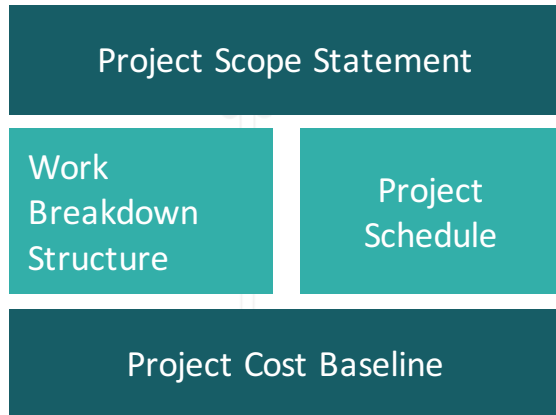 Project Scope Statement
Work
Breakdown
Structure
Project
Schedule
Project Cost Baseline